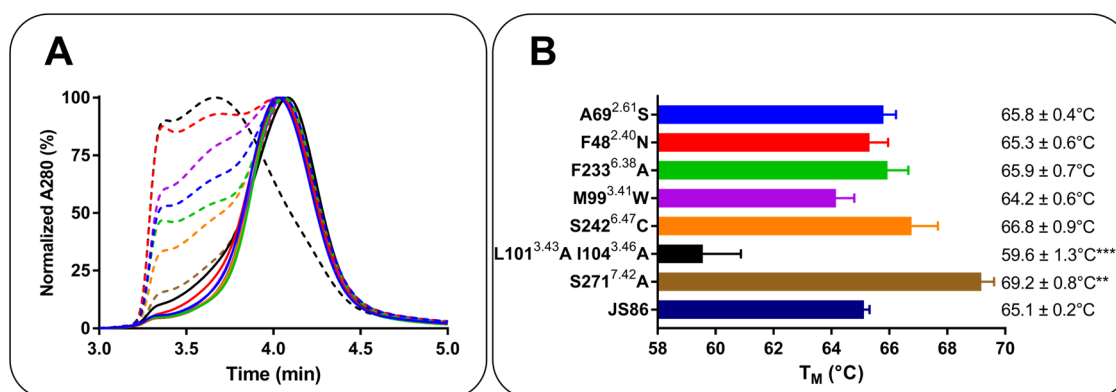 A
Normalized A280 (%)
100
75
50
25
0
3.0 3.5 4.0 4.5 5.0
Time (min)
B
A69^2.61S 65.8 ± 0.4°C
F48^2.40N 65.3 ± 0.6°C
F233^6.38A 65.9 ± 0.7°C
M99^3.41W 64.2 ± 0.6°C
S242^6.47C 66.8 ± 0.9°C
L101^3.43A I104^3.46A 59.6 ± 1.3°C***
S271^7.42A 69.2 ± 0.8°C**
JS86 65.1 ± 0.2°C
58 60 62 64 66 68 70
T_M (°C)